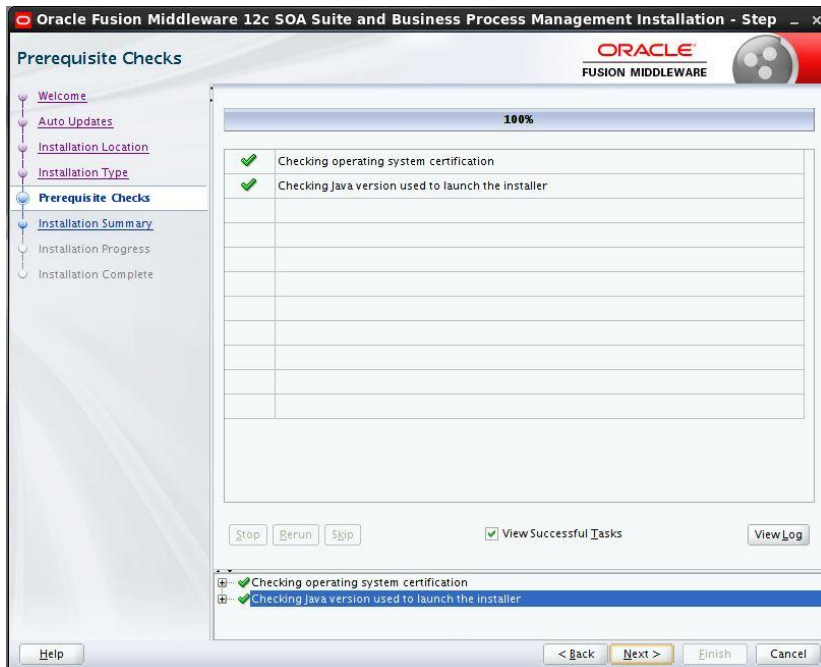 Oracle Fusion Middleware 12c SOA Suite and Business Process Management Installation - Step
Prerequisite Checks
ORACLE
FUSION MIDDLEWARE
Welcome
Auto Updates
Installation Location
Installation Type
Prerequisite Checks
Installation Summary
Installation Progress
Installation Complete
100%
Checking operating system certification
Checking Java version used to launch the installer
Stop Rerun Skip View Successful Tasks View Log
Checking operating system certification
Checking Java version used to launch the installer
Help < Back Next > Finish Cancel